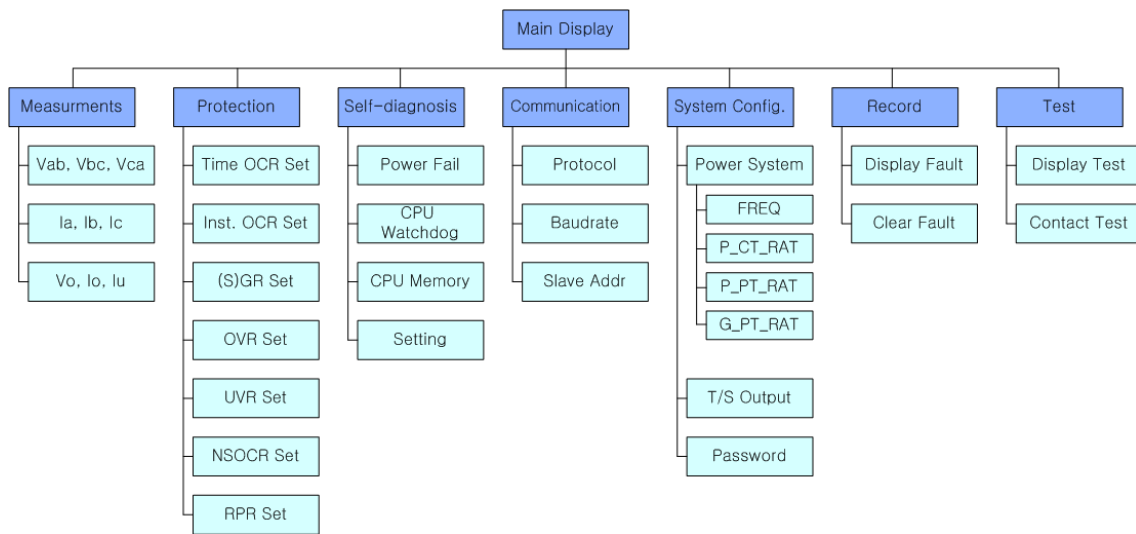 Main Display
Measurments
Vab, Vbc, Vca
Ia, Ib, Ic
Vo, Io, Iu
Protection
Time OCR Set
Inst. OCR Set
(S)GR Set
OVR Set
UVR Set
NSOCR Set
RPR Set
Self-diagnosis
Power Fail
CPU
Watchdog
CPU Memory
Setting
Communication
Protocol
Baudrate
Slave Addr
System Config.
Power System
FREQ
P_CT_RAT
P_PT_RAT
G_PT_RAT
T/S Output
Password
Record
Display Fault
Clear Fault
Test
Display Test
Contact Test